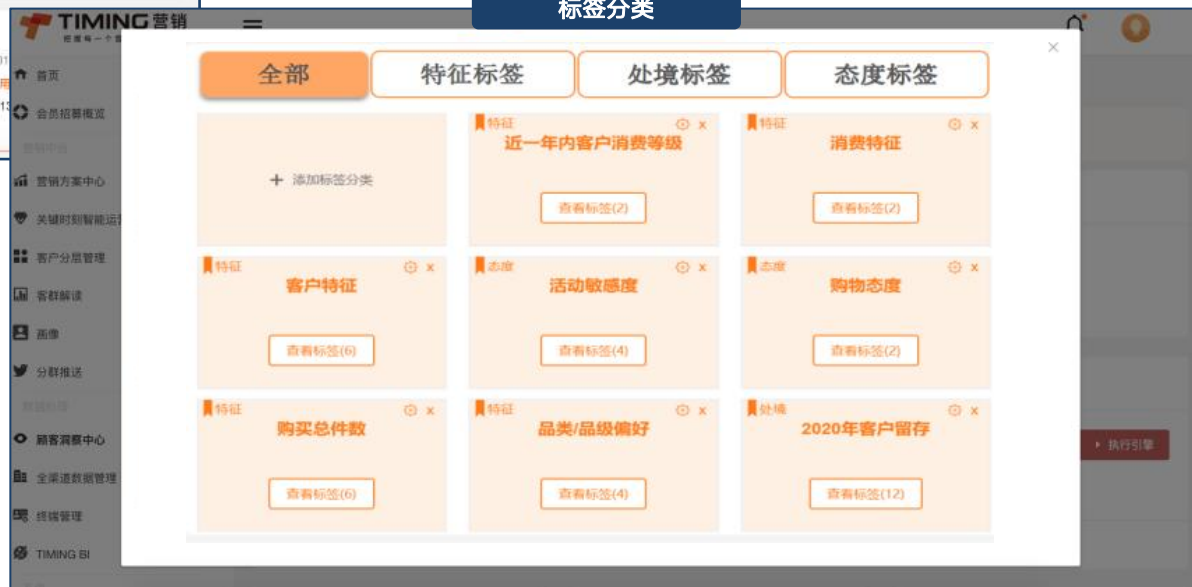 标签分类
TIMING营销
首页
会员招募概览
营销方案中心
关键时刻智能运营
客户分层管理
客群解读
画像
分群推送
顾客洞察中心
全渠道数据管理
终端管理
TIMING BI
全部
特征标签
处境标签
态度标签
+ 添加标签分类
特征
x
近一年内客户消费等级
查看标签(2)
特征
x
消费特征
查看标签(2)
特征
x
客户特征
查看标签(6)
态度
x
活动敏感度
查看标签(4)
态度
x
购物态度
查看标签(2)
特征
x
购买总件数
查看标签(6)
特征
x
品类/品级偏好
查看标签(4)
处境
x
2020年客户留存
查看标签(12)
执行引擎